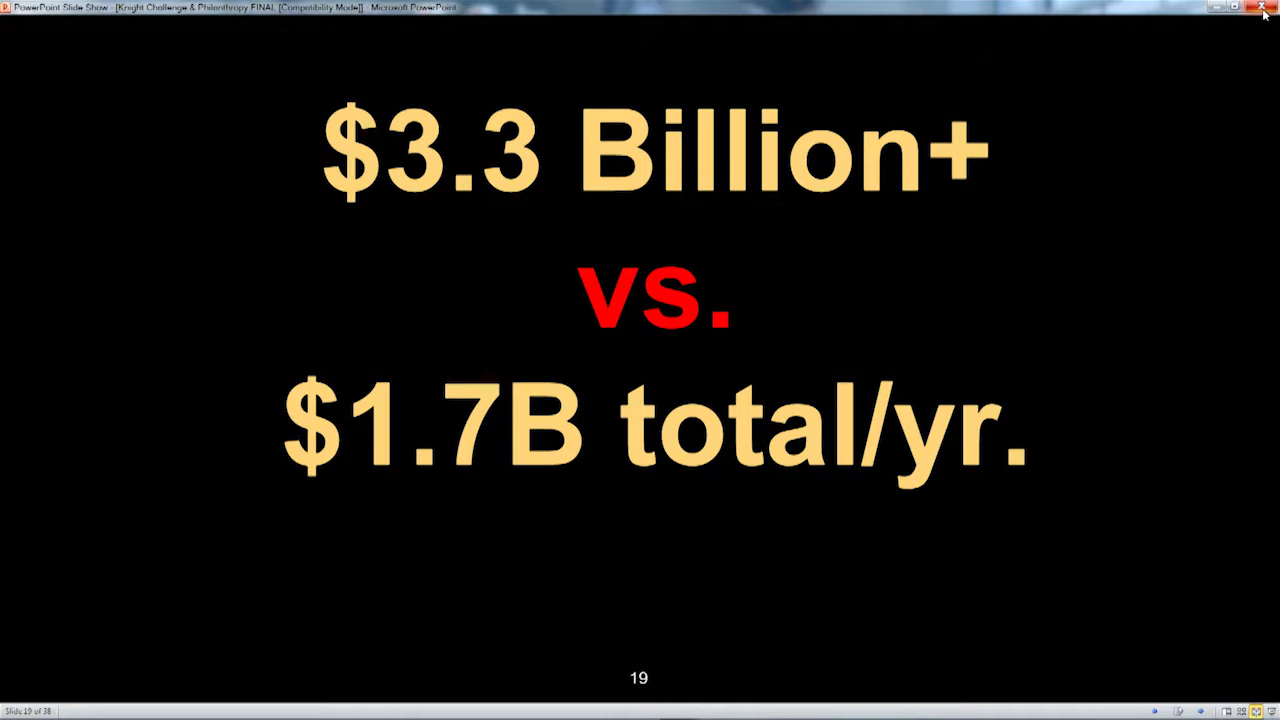 PowerPoint Slide Show - [Knight Challenge & Philanthropy FINAL [Compatibility Mode]] - Microsoft PowerPoint
$3.3 Billion+
vs.
$1.7B total/yr.
19
Slide 19 of 38